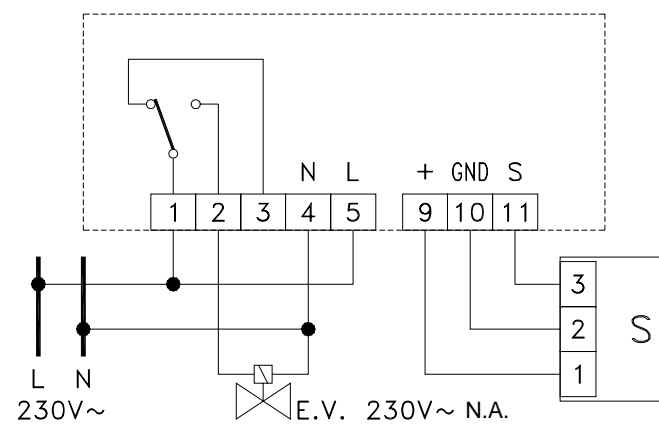 N L + GND S
1 2 3 4 5 9 10 11
3
2 S
1
L N
230V~
E.V. 230V~ N.A.